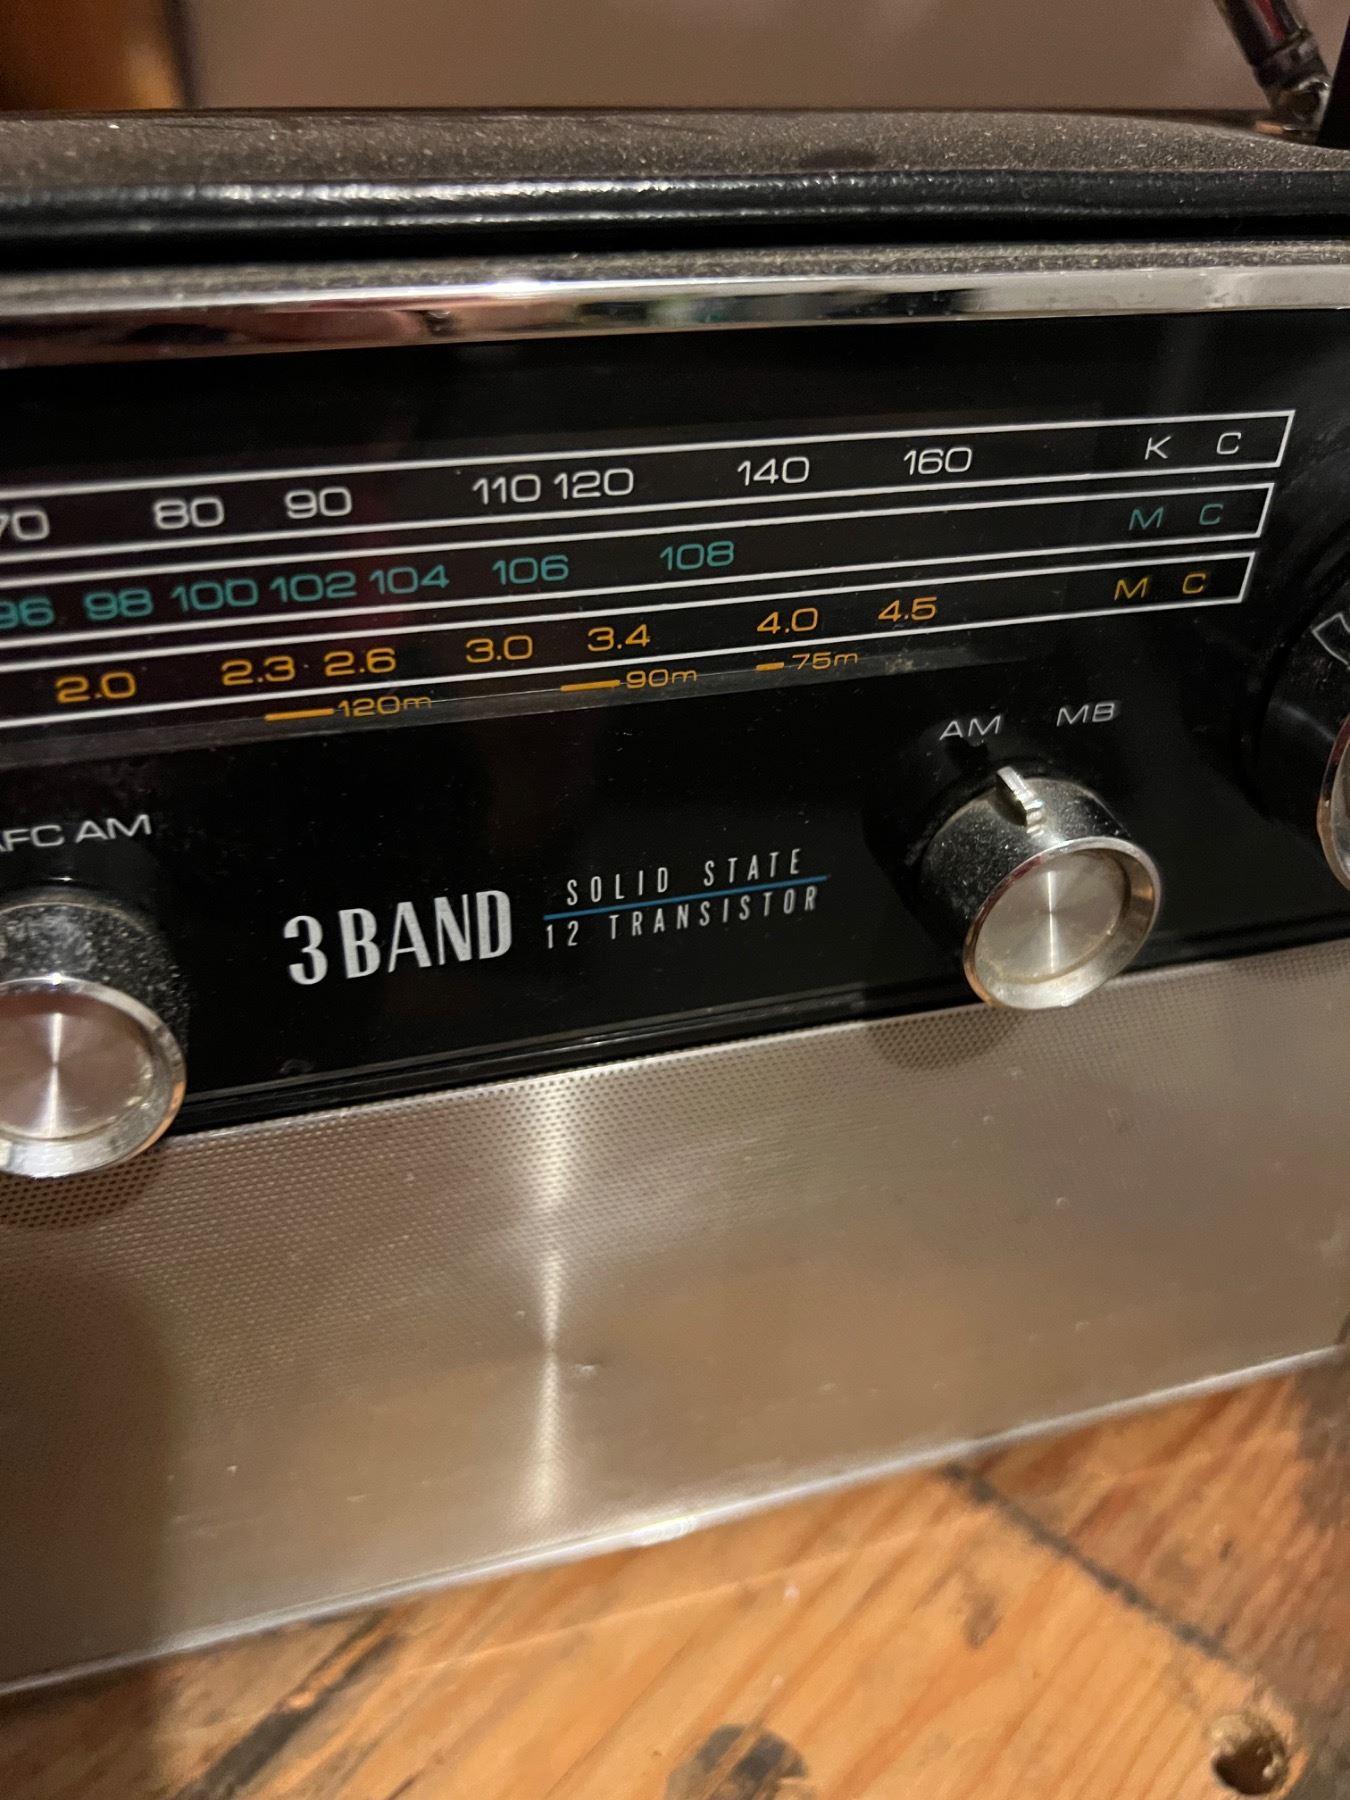 70 80 90 110 120 140 160 K C
96 98 100 102 104 106 108 M C
2.0 2.3 2.6 3.0 3.4 4.0 4.5 M C
120m 90m 75m
AM MB
AFC AM
3 BAND
SOLID STATE
12 TRANSISTOR